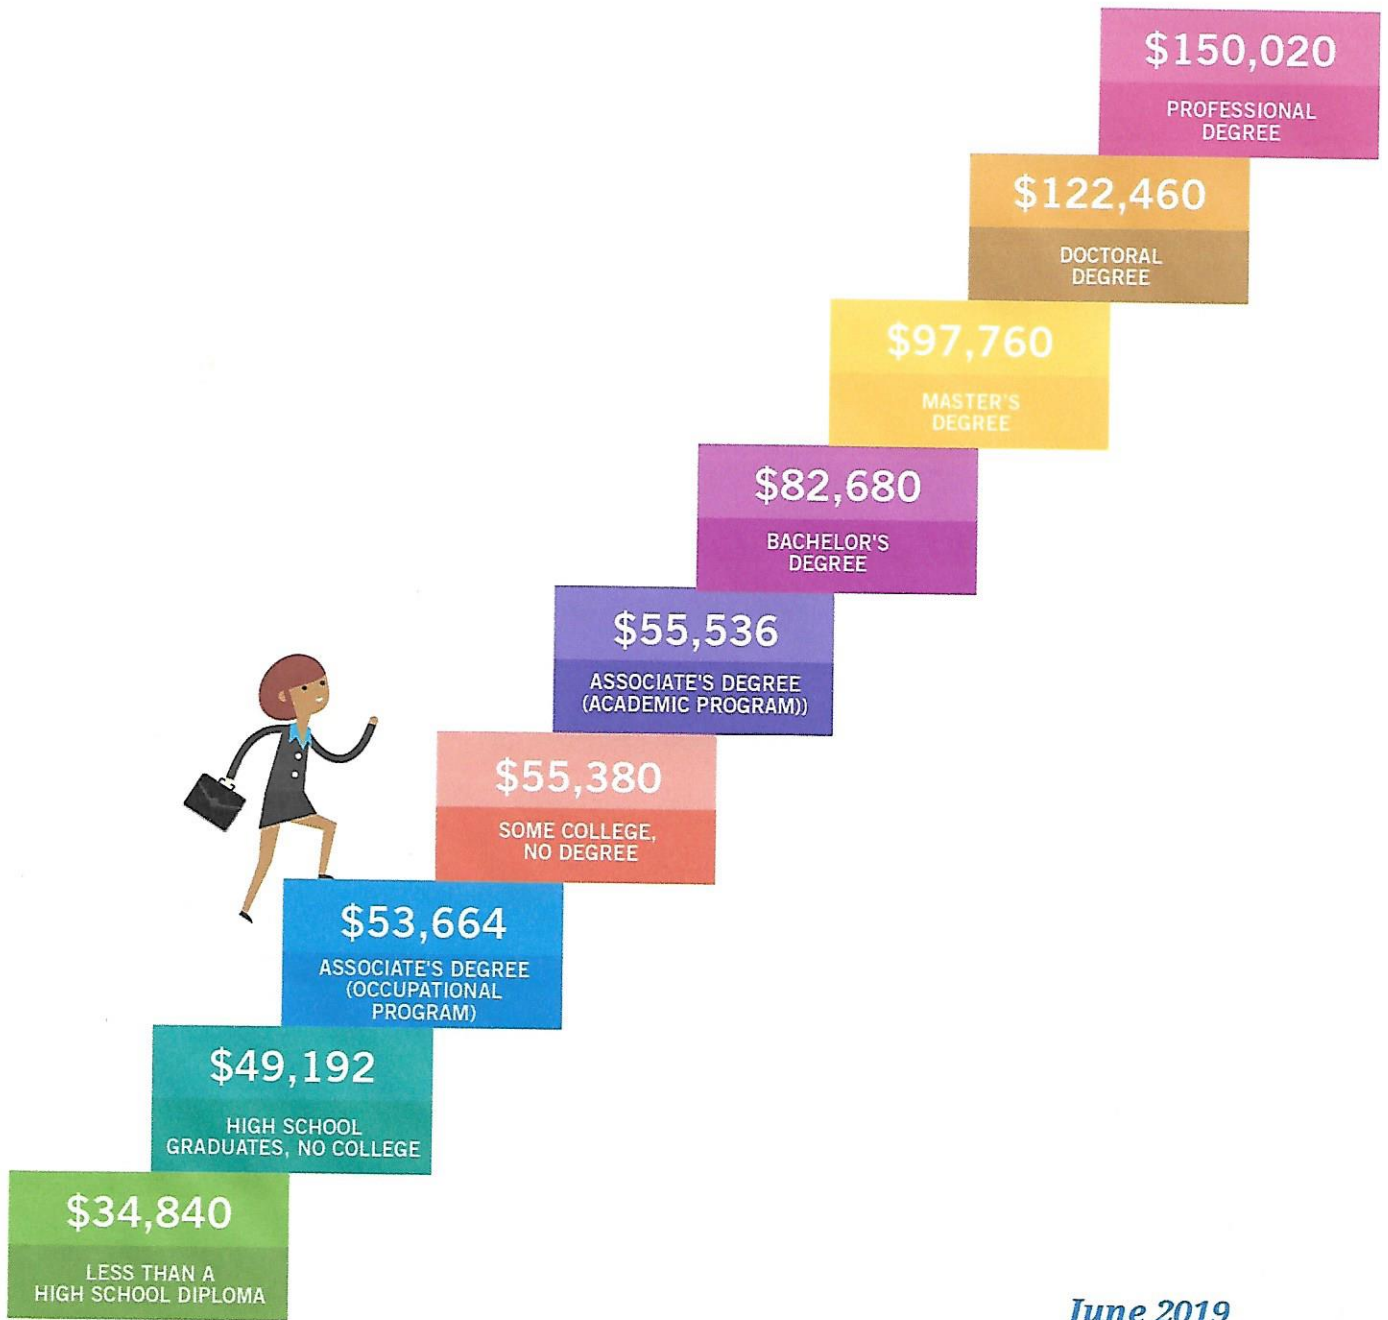 $150,020
PROFESSIONAL
DEGREE
$122,460
DOCTORAL
DEGREE
$97,760
MASTER'S
DEGREE
$82,680
BACHELOR'S
DEGREE
$55,536
ASSOCIATE'S DEGREE
(ACADEMIC PROGRAM))
$55,380
SOME COLLEGE,
NO DEGREE
$53,664
ASSOCIATE'S DEGREE
(OCCUPATIONAL
PROGRAM)
$49,192
HIGH SCHOOL
GRADUATES, NO COLLEGE
$34,840
LESS THAN A
HIGH SCHOOL DIPLOMA
June 2019